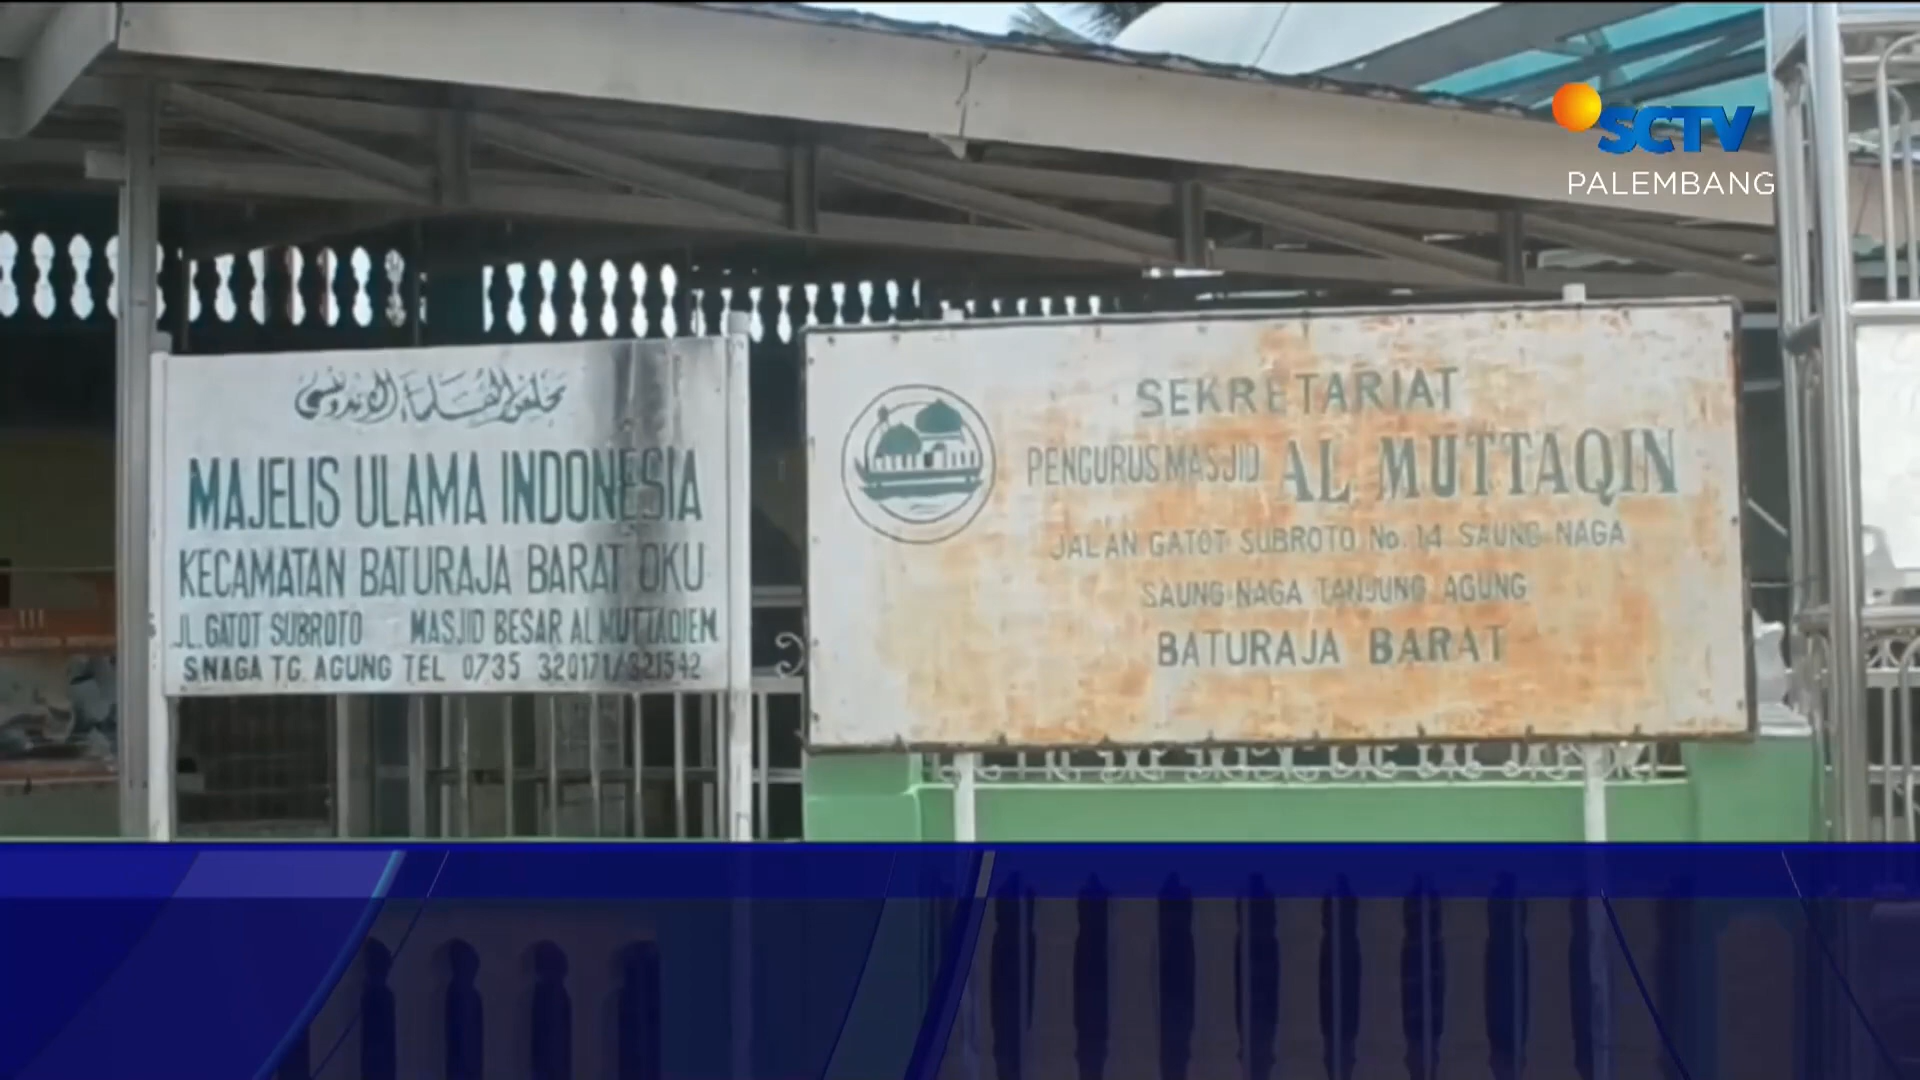 SCTV
PALEMBANG
مجلس العلماء الاندونيسي
MAJELIS ULAMA INDONESIA
KECAMATAN BATURAJA BARAT OKU
JL. GATOT SUBROTO MASJID BESAR AL MUTTAQIEN
S.NAGA TG. AGUNG TEL 0735 320171/321542
SEKRETARIAT
PENGURUS MASJID AL MUTTAQIN
JALAN GATOT SUBROTO No. 14 SAUNG NAGA
SAUNG NAGA TANJUNG AGUNG
BATURAJA BARAT